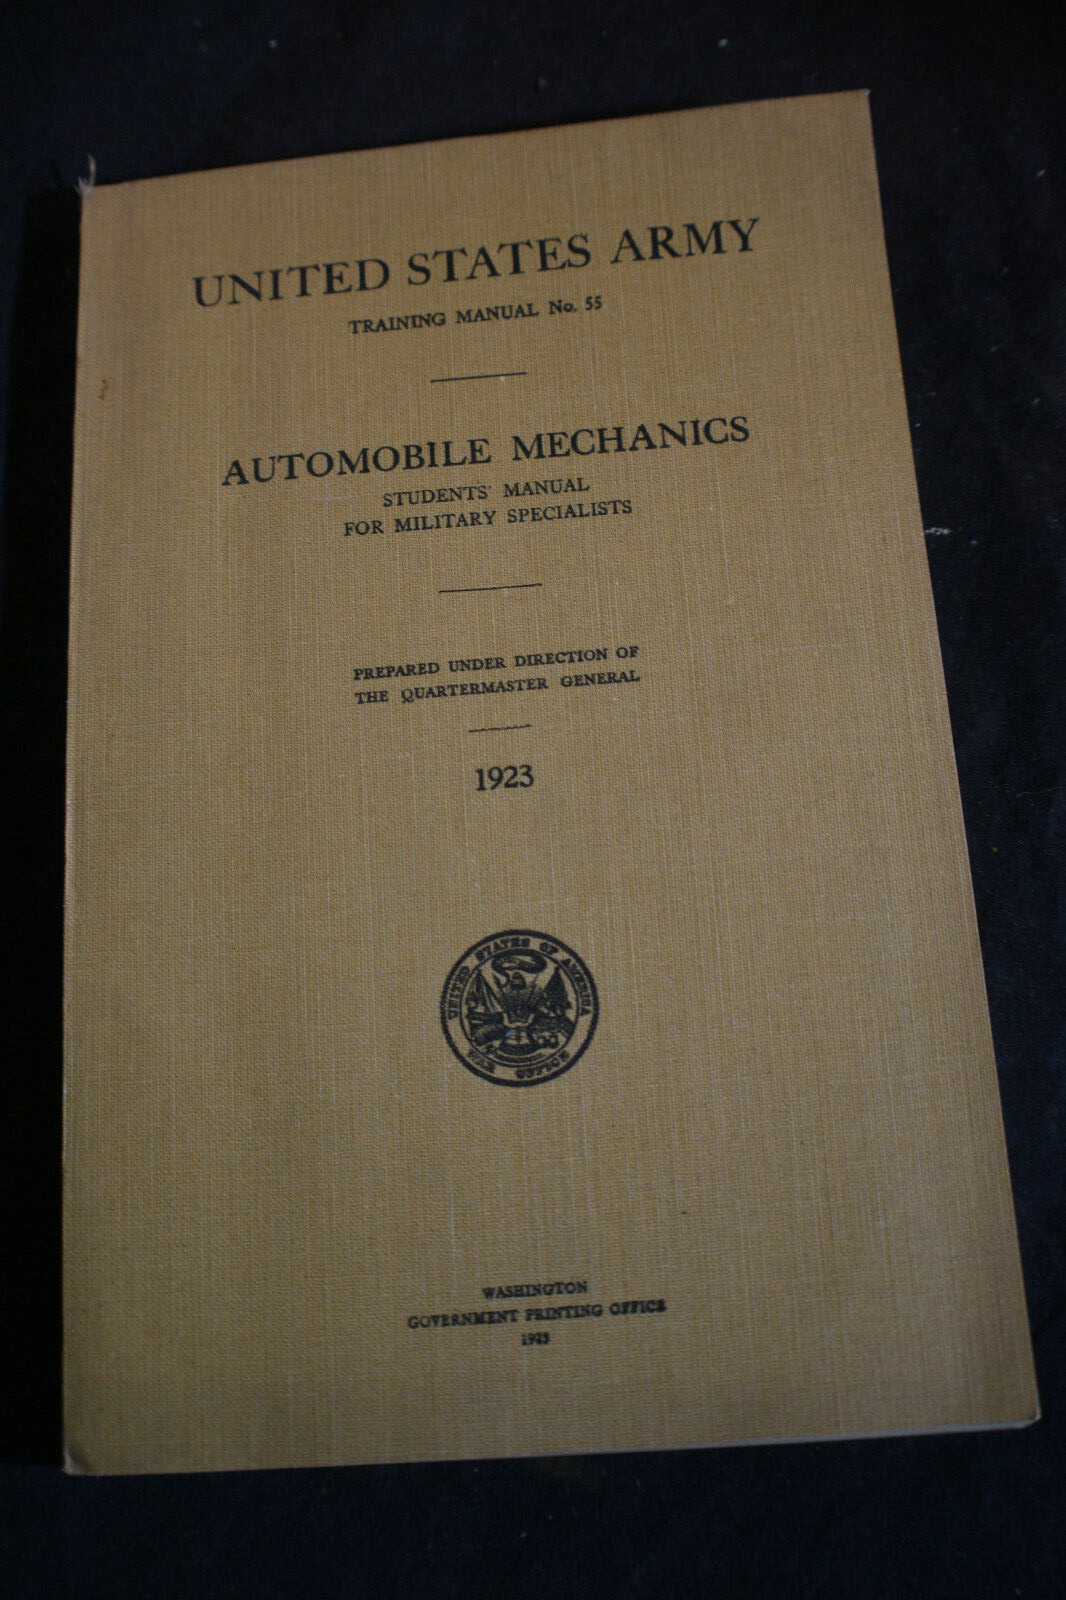 UNITED STATES ARMY
TRAINING MANUAL No. 55
AUTOMOBILE MECHANICS
STUDENTS' MANUAL
FOR MILITARY SPECIALISTS
PREPARED UNDER DIRECTION OF
THE QUARTERMASTER GENERAL
1923
UNITED STATES OF AMERICA
WAR OFFICE
WASHINGTON
GOVERNMENT PRINTING OFFICE
1923